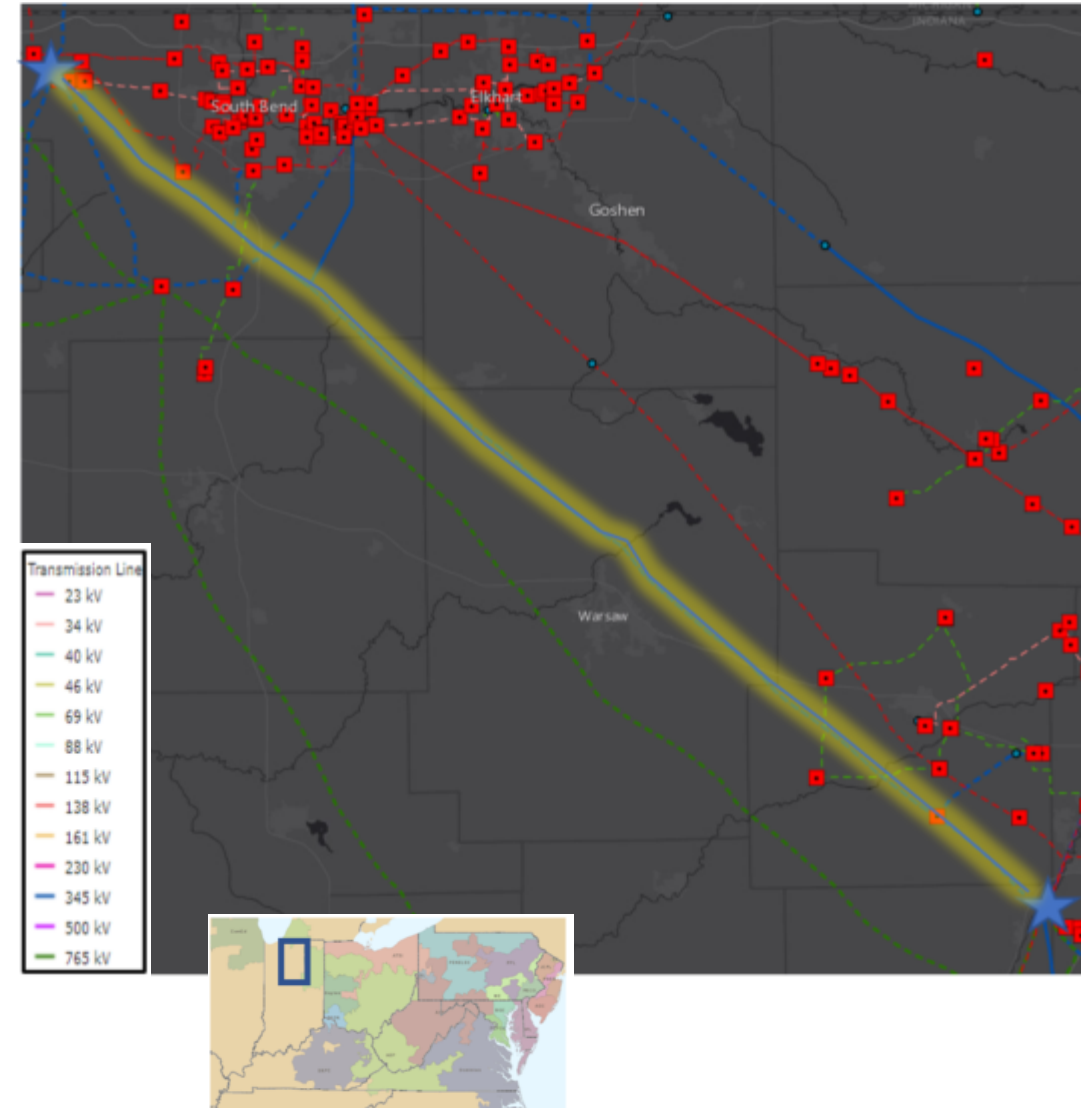 INDIANA
South Bend
Elkhart
Goshen
Warsaw
Transmission Line
23 kV
34 kV
40 kV
46 kV
69 kV
88 kV
115 kV
138 kV
161 kV
230 kV
345 kV
500 kV
765 kV